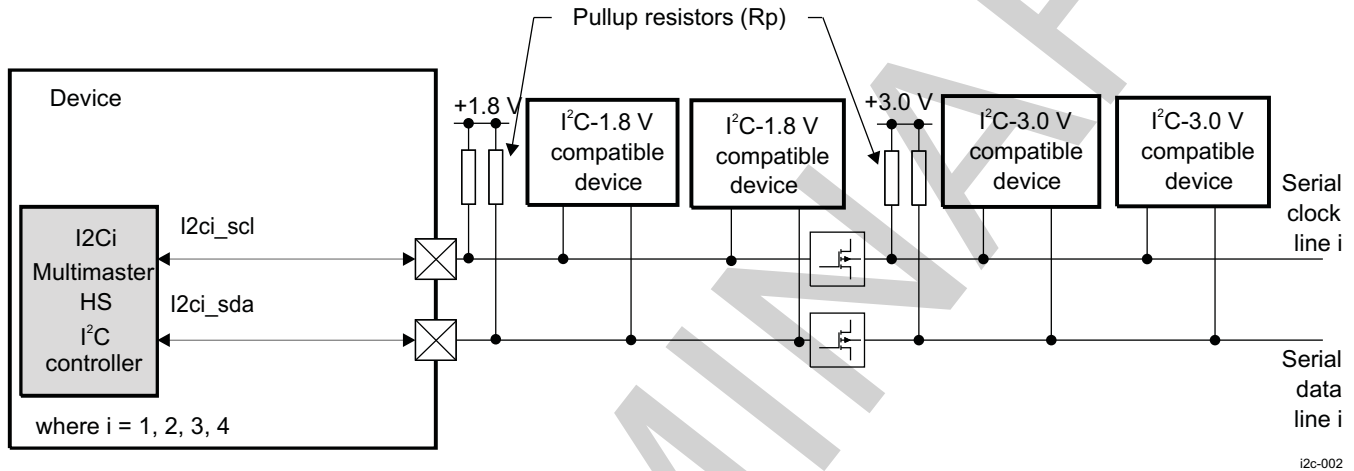 Pullup resistors (Rp)
Device
+1.8 V
I²C-1.8 V
compatible
device
I²C-1.8 V
compatible
device
+3.0 V
I²C-3.0 V
compatible
device
I²C-3.0 V
compatible
device
Serial
clock
line i
I2Ci
Multimaster
HS
I²C
controller
I2ci_scl
I2ci_sda
Serial
data
line i
where i = 1, 2, 3, 4
i2c-002
MINAR